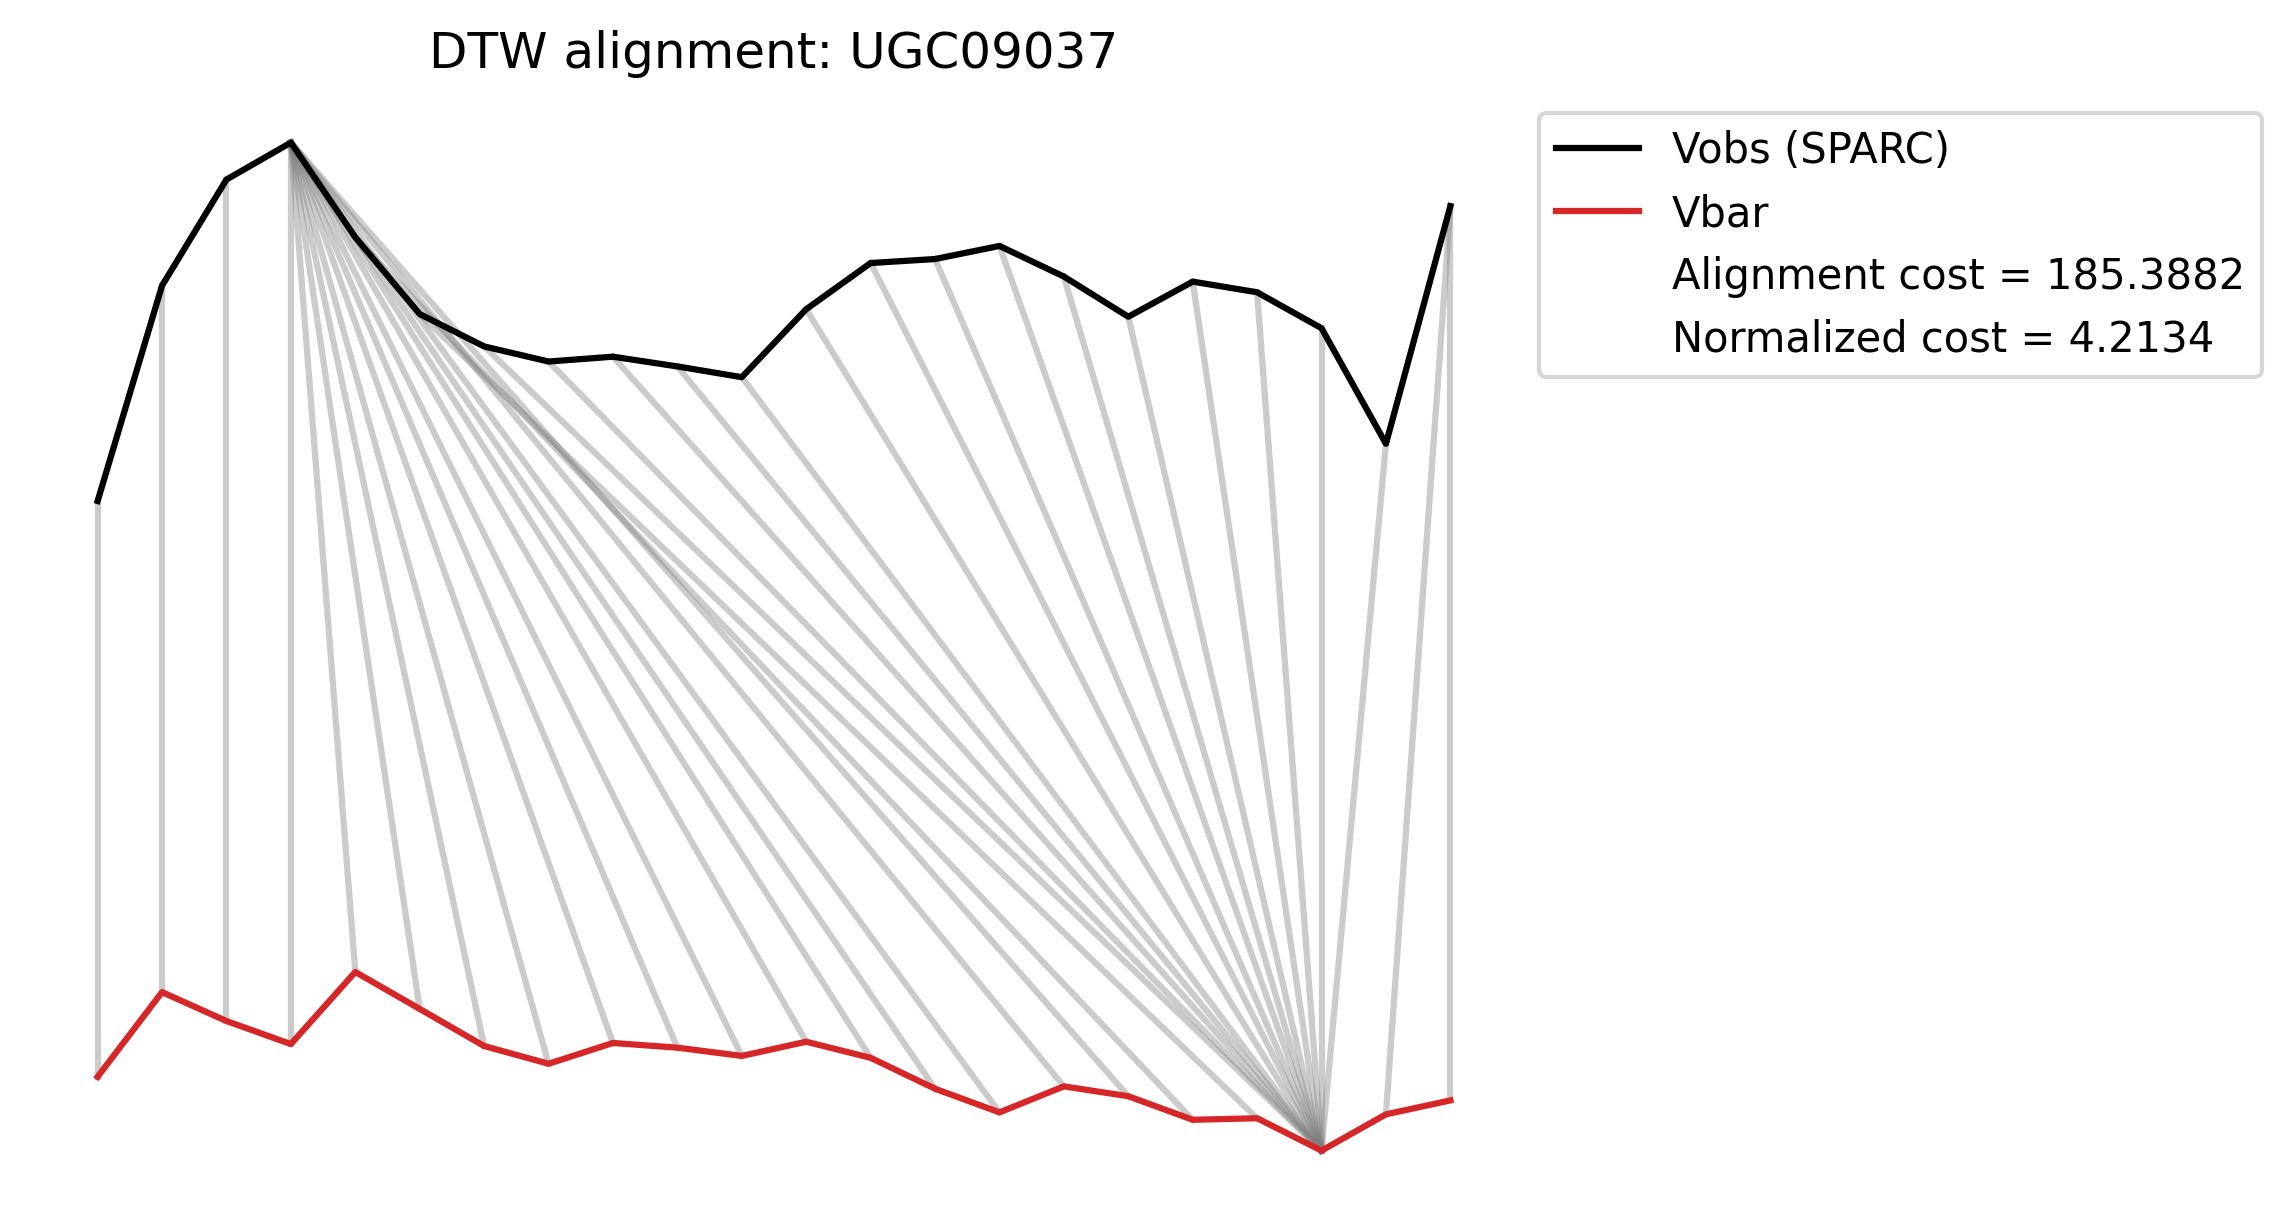 DTW alignment: UGC09037
Vobs (SPARC)
Vbar
Alignment cost = 185.3882
Normalized cost = 4.2134